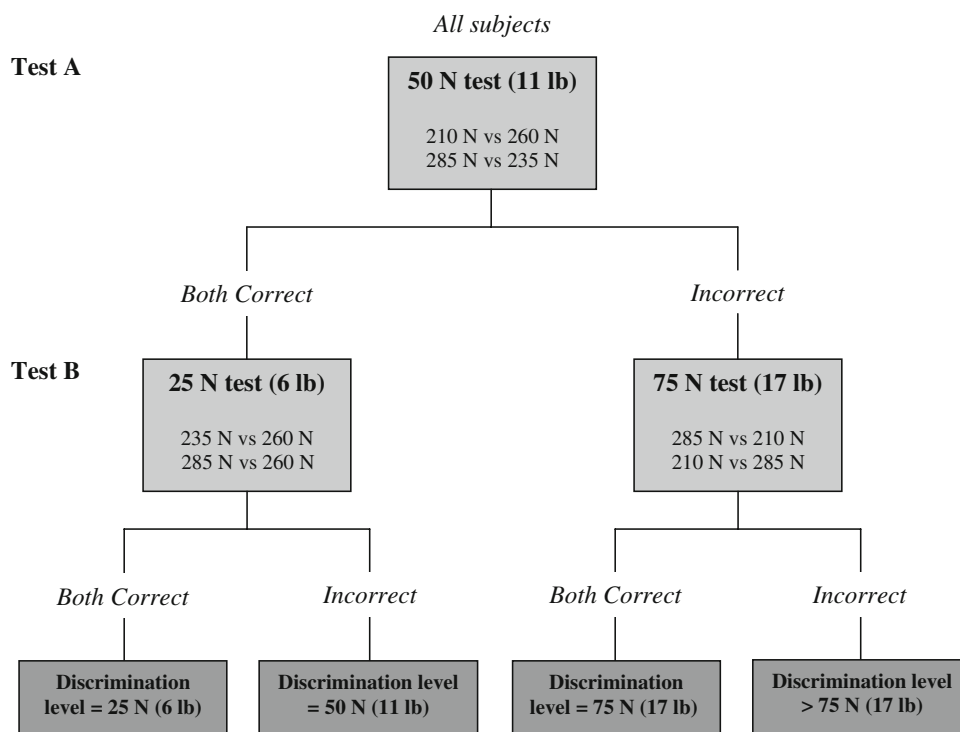 All subjects
Test A
50 N test (11 lb)
210 N vs 260 N
285 N vs 235 N
Both Correct
Incorrect
Test B
25 N test (6 lb)
235 N vs 260 N
285 N vs 260 N
75 N test (17 lb)
285 N vs 210 N
210 N vs 285 N
Both Correct
Incorrect
Both Correct
Incorrect
Discrimination
level = 25 N (6 lb)
Discrimination level
= 50 N (11 lb)
Discrimination
level = 75 N (17 lb)
Discrimination level
> 75 N (17 lb)